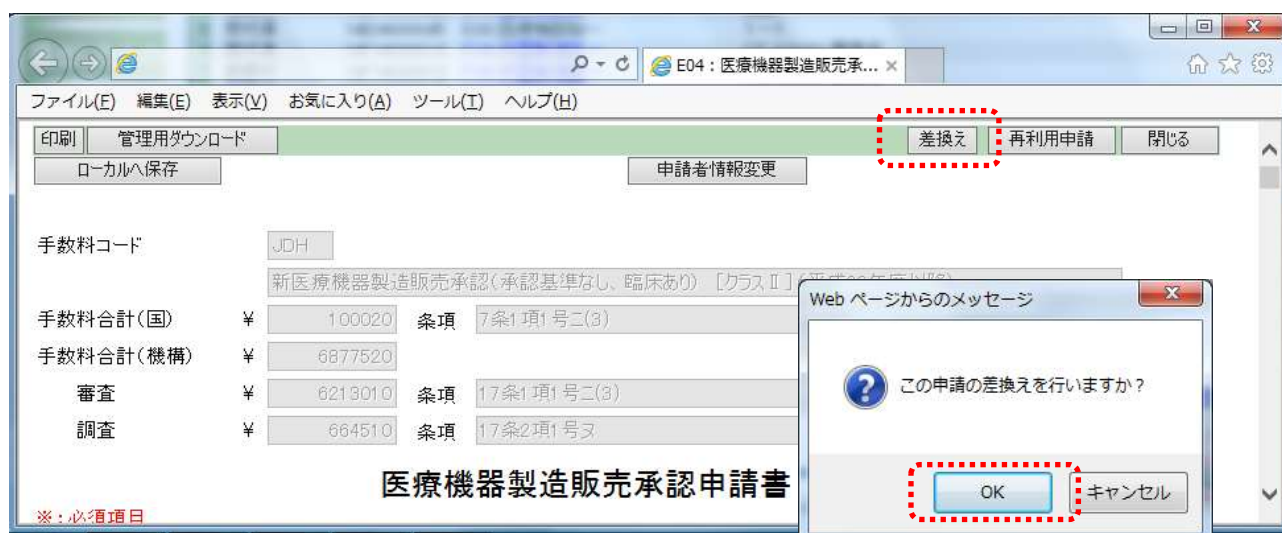 E04：医療機器製造販売承...
ファイル(F) 編集(E) 表示(V) お気に入り(A) ツール(T) ヘルプ(H)
印刷 管理用ダウンロード 差換え 再利用申請 閉じる
ローカルへ保存 申請者情報変更
手数料コード JDH
新医療機器製造販売承認(承認基準なし、臨床あり) [クラスⅡ]
手数料合計(国) ¥ 100020 条項 7条1項1号ニ(3)
手数料合計(機構) ¥ 6877520
審査 ¥ 6213010 条項 17条1項1号ニ(3)
調査 ¥ 664510 条項 17条2項1号ヌ
医療機器製造販売承認申請書
※：必須項目
Web ページからのメッセージ
この申請の差換えを行いますか？
OK キャンセル